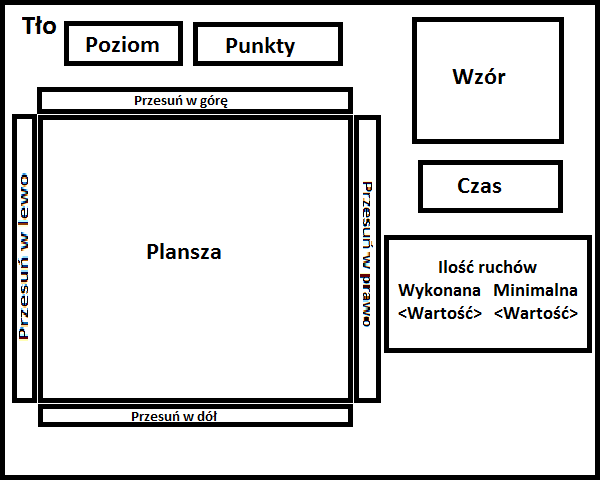 Tło
Poziom
Punkty
Wzór
Przesuń w górę
Przesuń w lewo
Plansza
Przesuń w prawo
Czas
Ilość ruchów
Wykonana Minimalna
<Wartość> <Wartość>
Przesuń w dół